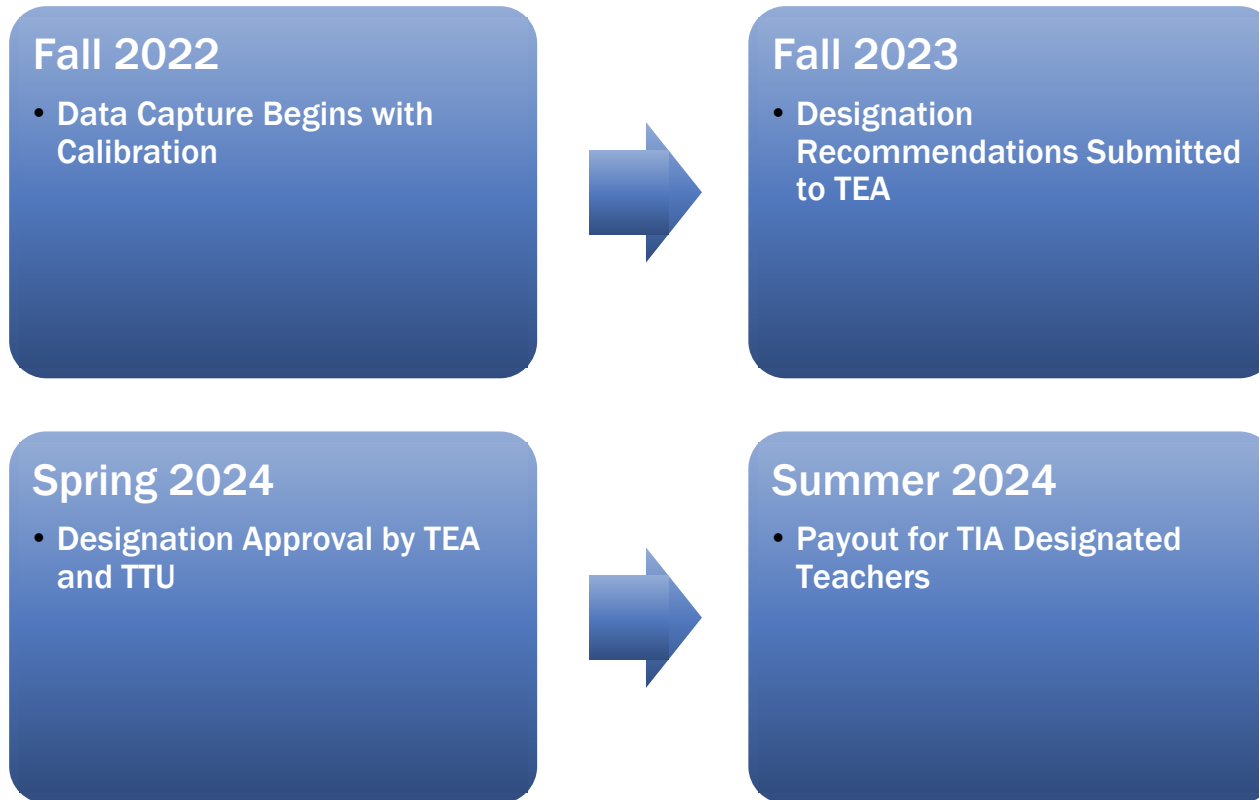 Fall 2022
• Data Capture Begins with
Calibration
Fall 2023
• Designation
Recommendations Submitted
to TEA
Spring 2024
• Designation Approval by TEA
and TTU
Summer 2024
• Payout for TIA Designated
Teachers